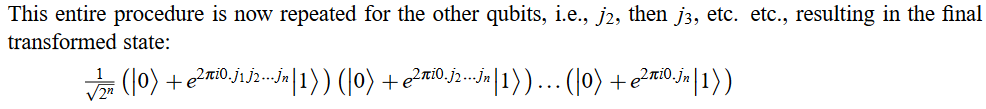 This entire procedure is now repeated for the other qubits, i.e., j₂, then j₃, etc. etc., resulting in the final
transformed state:
1/√2ⁿ (|0⟩ + e^{2πi0.j₁j₂…jₙ}|1⟩) (|0⟩ + e^{2πi0.j₂…jₙ}|1⟩) … (|0⟩ + e^{2πi0.jₙ}|1⟩)